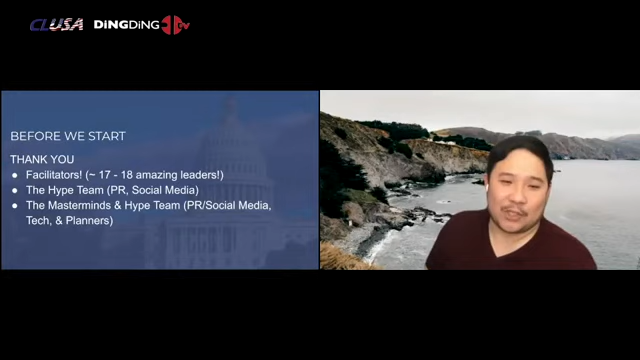 CLUSA DiNGDiNG TV
BEFORE WE START
THANK YOU
● Facilitators! (~ 17 - 18 amazing leaders!)
● The Hype Team (PR, Social Media)
● The Masterminds & Hype Team (PR/Social Media,
Tech, & Planners)